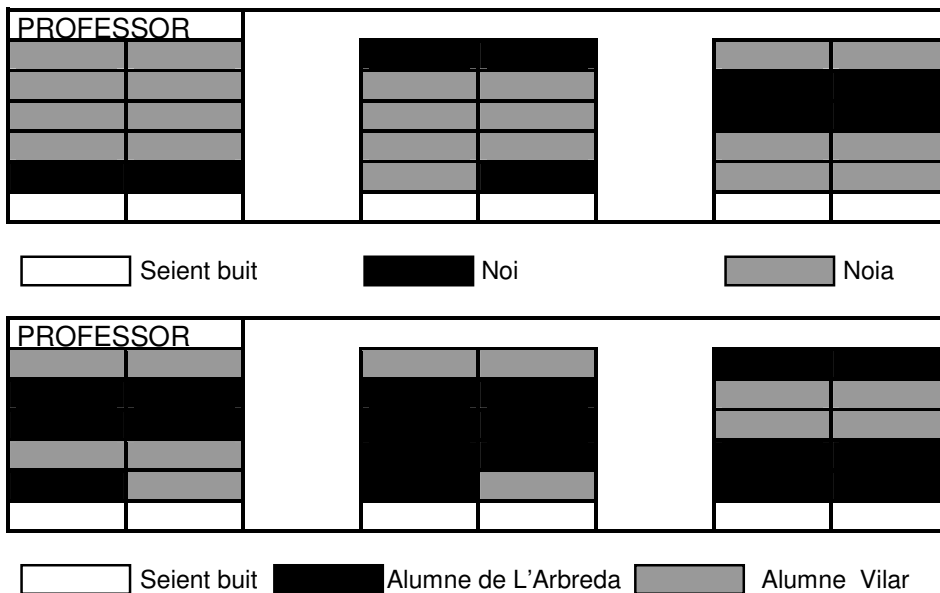 PROFESSOR
Seient buit Noi Noia
PROFESSOR
Seient buit Alumne de L'Arbreda Alumne Vilar